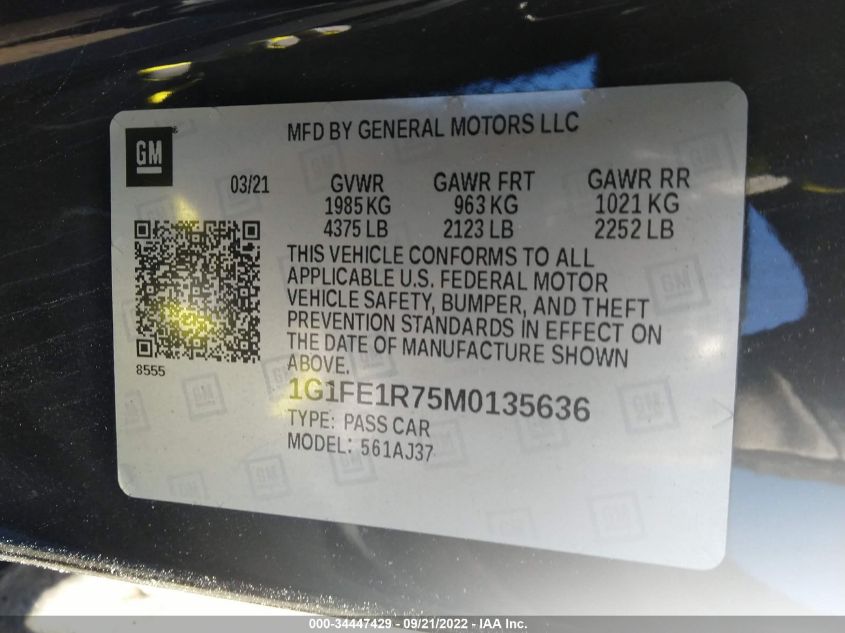 MFD BY GENERAL MOTORS LLC
GM
03/21 GVWR GAWR FRT GAWR RR
1985 KG 963 KG 1021 KG
4375 LB 2123 LB 2252 LB
THIS VEHICLE CONFORMS TO ALL
APPLICABLE U.S. FEDERAL MOTOR
VEHICLE SAFETY, BUMPER, AND THEFT
PREVENTION STANDARDS IN EFFECT ON
THE DATE OF MANUFACTURE SHOWN
ABOVE.
8555
1G1FE1R75M0135636
TYPE: PASS CAR
MODEL: 561AJ37
000-34447429 - 09/21/2022 - IAA Inc.